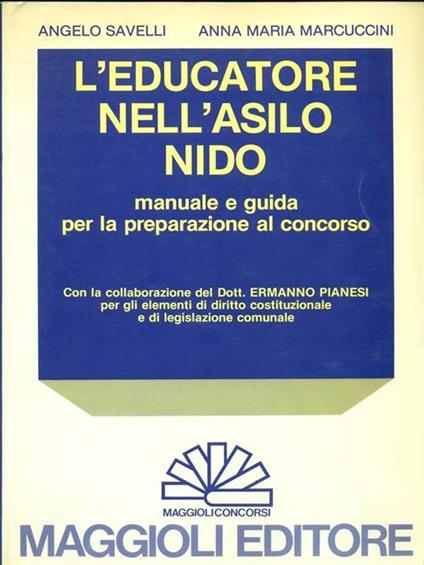 ANGELO SAVELLI ANNA MARIA MARCUCCINI
L'EDUCATORE
NELL'ASILO
NIDO
manuale e guida
per la preparazione al concorso
Con la collaborazione del Dott. ERMANNO PIANESI
per gli elementi di diritto costituzionale
e di legislazione comunale
MAGGIOLICONCORSI
MAGGIOLI EDITORE